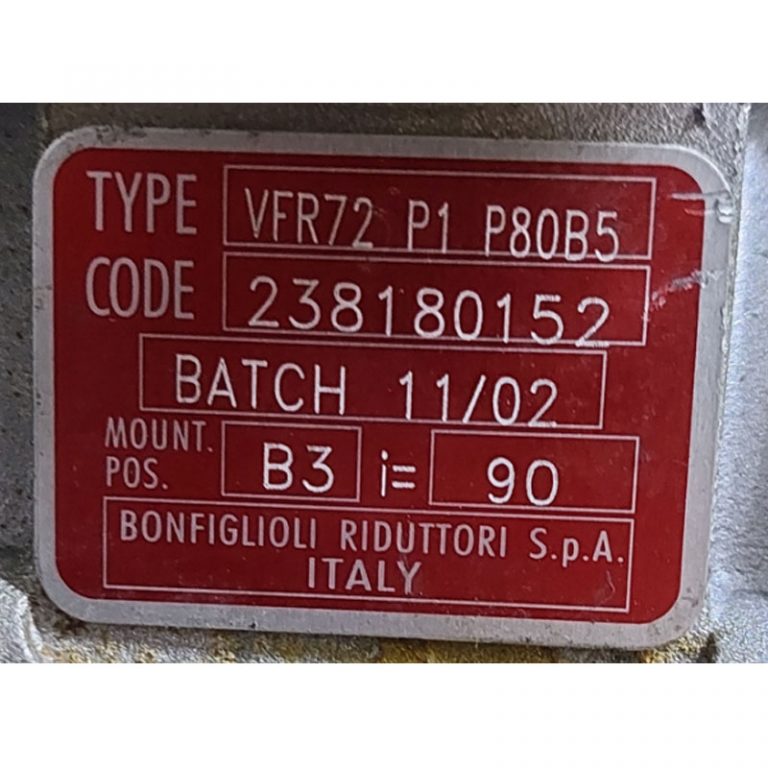 TYPE VFR72 P1 P80B5
CODE 238180152
BATCH 11/02
MOUNT. POS. B3 i= 90
BONFIGLIOLI RIDUTTORI S.p.A.
ITALY